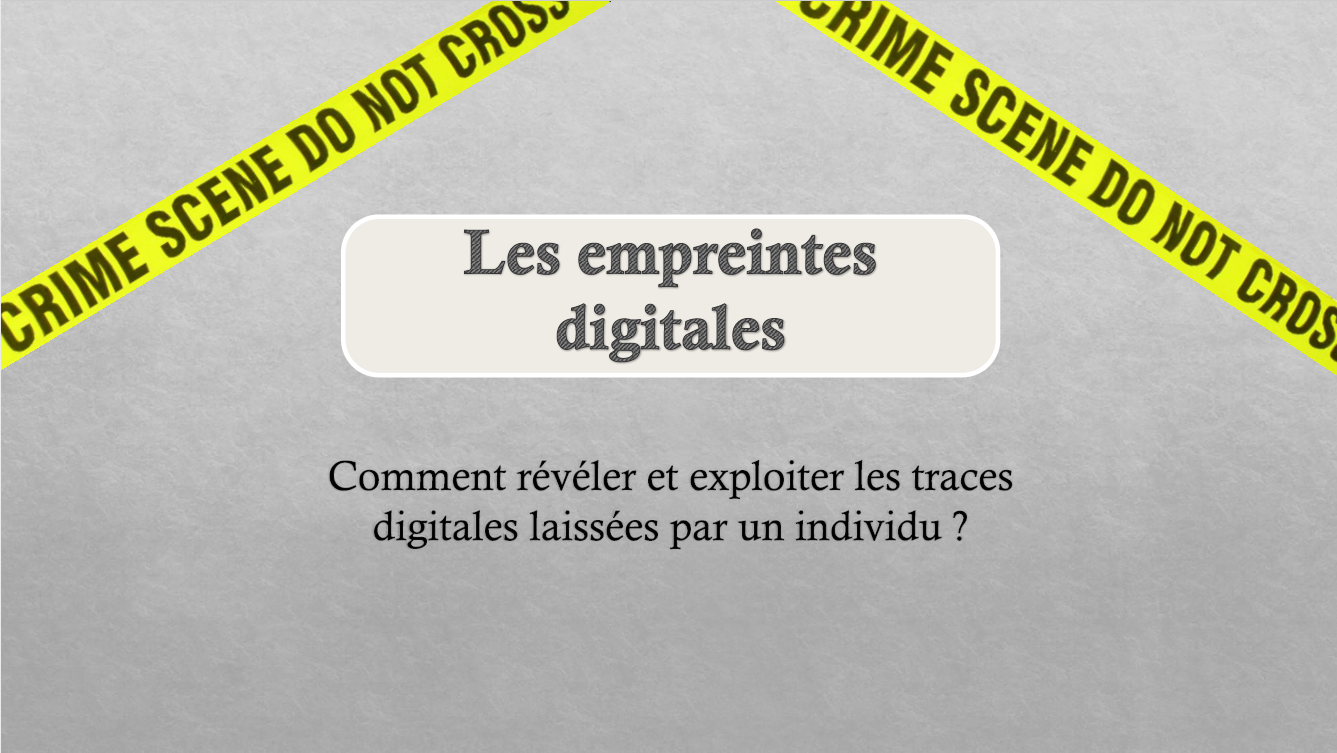 CRIME SCENE DO NOT CROSS
CRIME SCENE DO NOT CROSS
Les empreintes
digitales
Comment révéler et exploiter les traces
digitales laissées par un individu ?